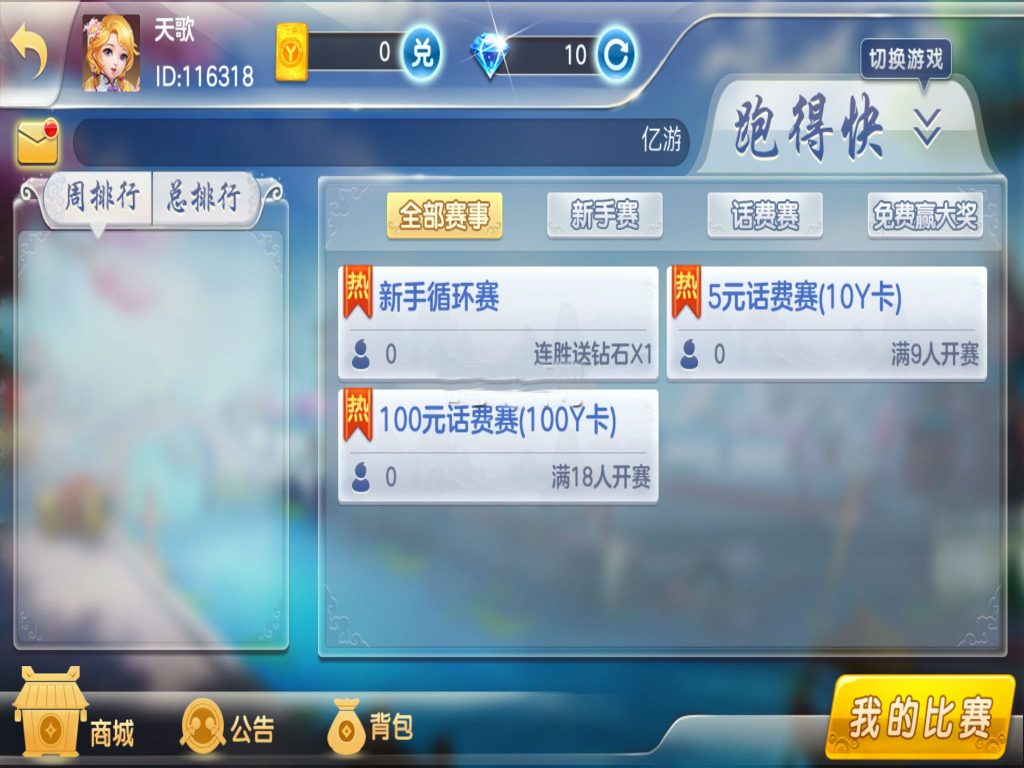 天歌
ID:116318
Y
0
兑
10
切换游戏
跑得快
亿游
周排行
总排行
全部赛事
新手赛
话费赛
免费赢大奖
热
新手循环赛
0
连胜送钻石X1
热
5元话费赛(10Y卡)
0
满9人开赛
热
100元话费赛(100Y卡)
0
满18人开赛
商城
公告
背包
我的比赛